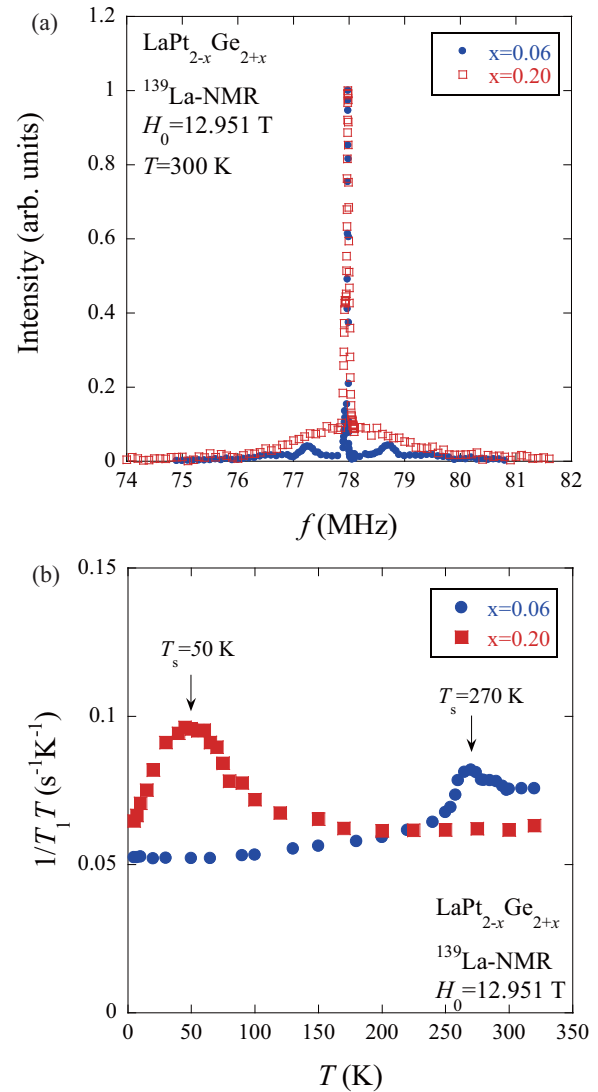 (a)
LaPt2-xGe2+x
139La-NMR
H0=12.951 T
T=300 K
x=0.06
x=0.20
Intensity (arb. units)
1.2
1
0.8
0.6
0.4
0.2
0
74 75 76 77 78 79 80 81 82
f (MHz)
(b)
x=0.06
x=0.20
Ts=50 K
Ts=270 K
1/T1T (s-1K-1)
0.15
0.1
0.05
0
LaPt2-xGe2+x
139La-NMR
H0=12.951 T
0 50 100 150 200 250 300 350
T (K)